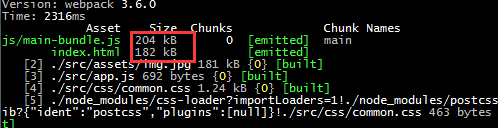 Version: webpack 3.6.0
Time: 2316ms
Asset Size Chunks Chunk Names
js/main-bundle.js 204 kB 0 [emitted] main
index.html 182 kB [emitted]
[2] ./src/assets/img.jpg 181 kB {0} [built]
[3] ./src/app.js 692 bytes {0} [built]
[4] ./src/css/common.css 1.24 kB {0} [built]
[5] ./node_modules/css-loader?importLoaders=1!./node_modules/postcss
ib?{"ident":"postcss","plugins":[null]}!./src/css/common.css 463 bytes
t]